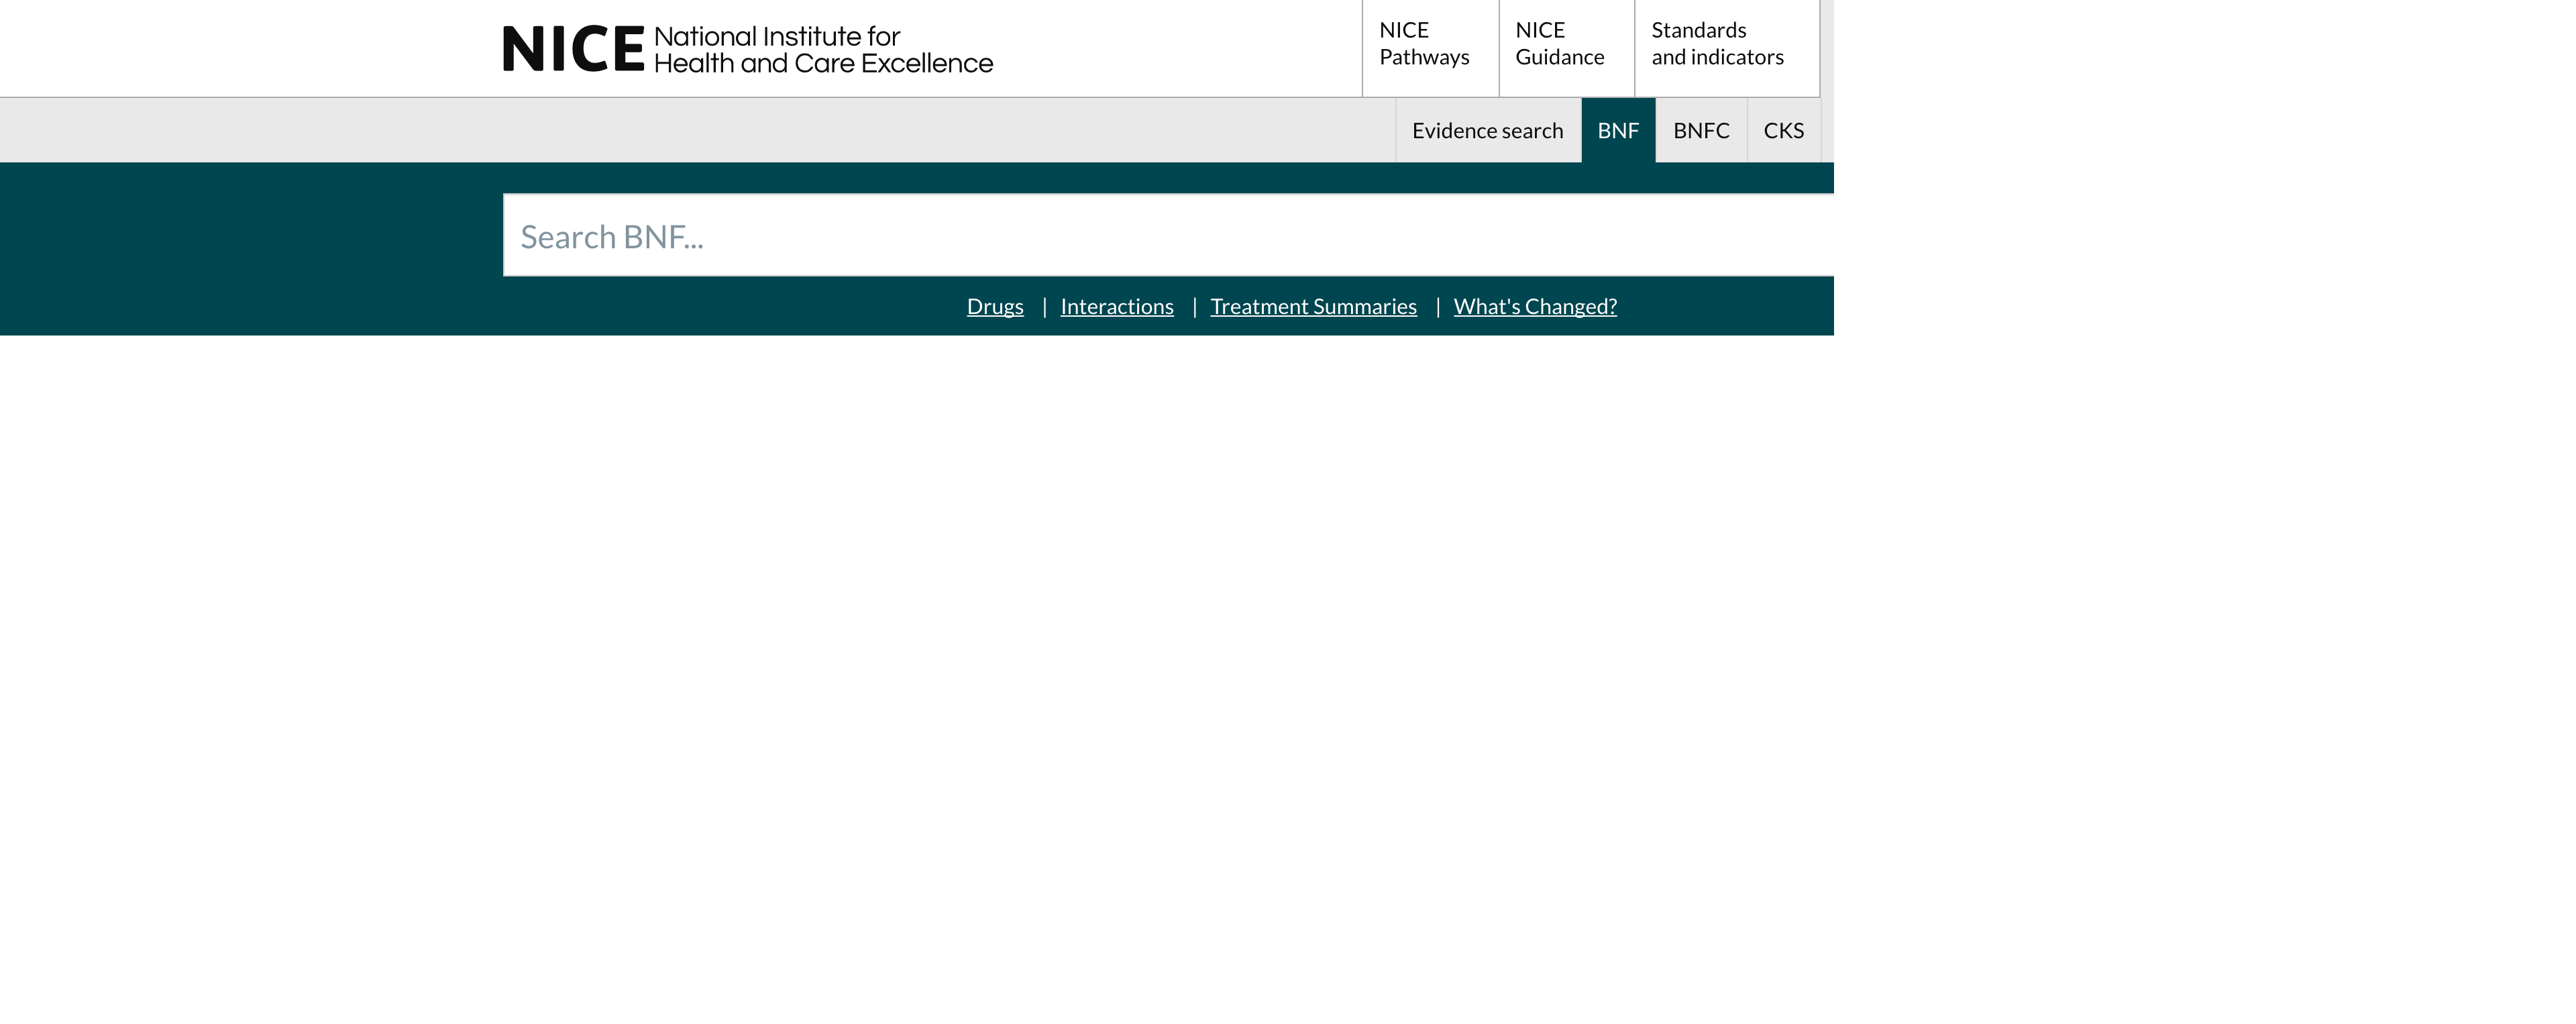 NICE National Institute for
Health and Care Excellence
NICE
Pathways
NICE
Guidance
Standards
and indicators
Evidence search BNF BNFC CKS
Search BNF...
Drugs | Interactions | Treatment Summaries | What's Changed?